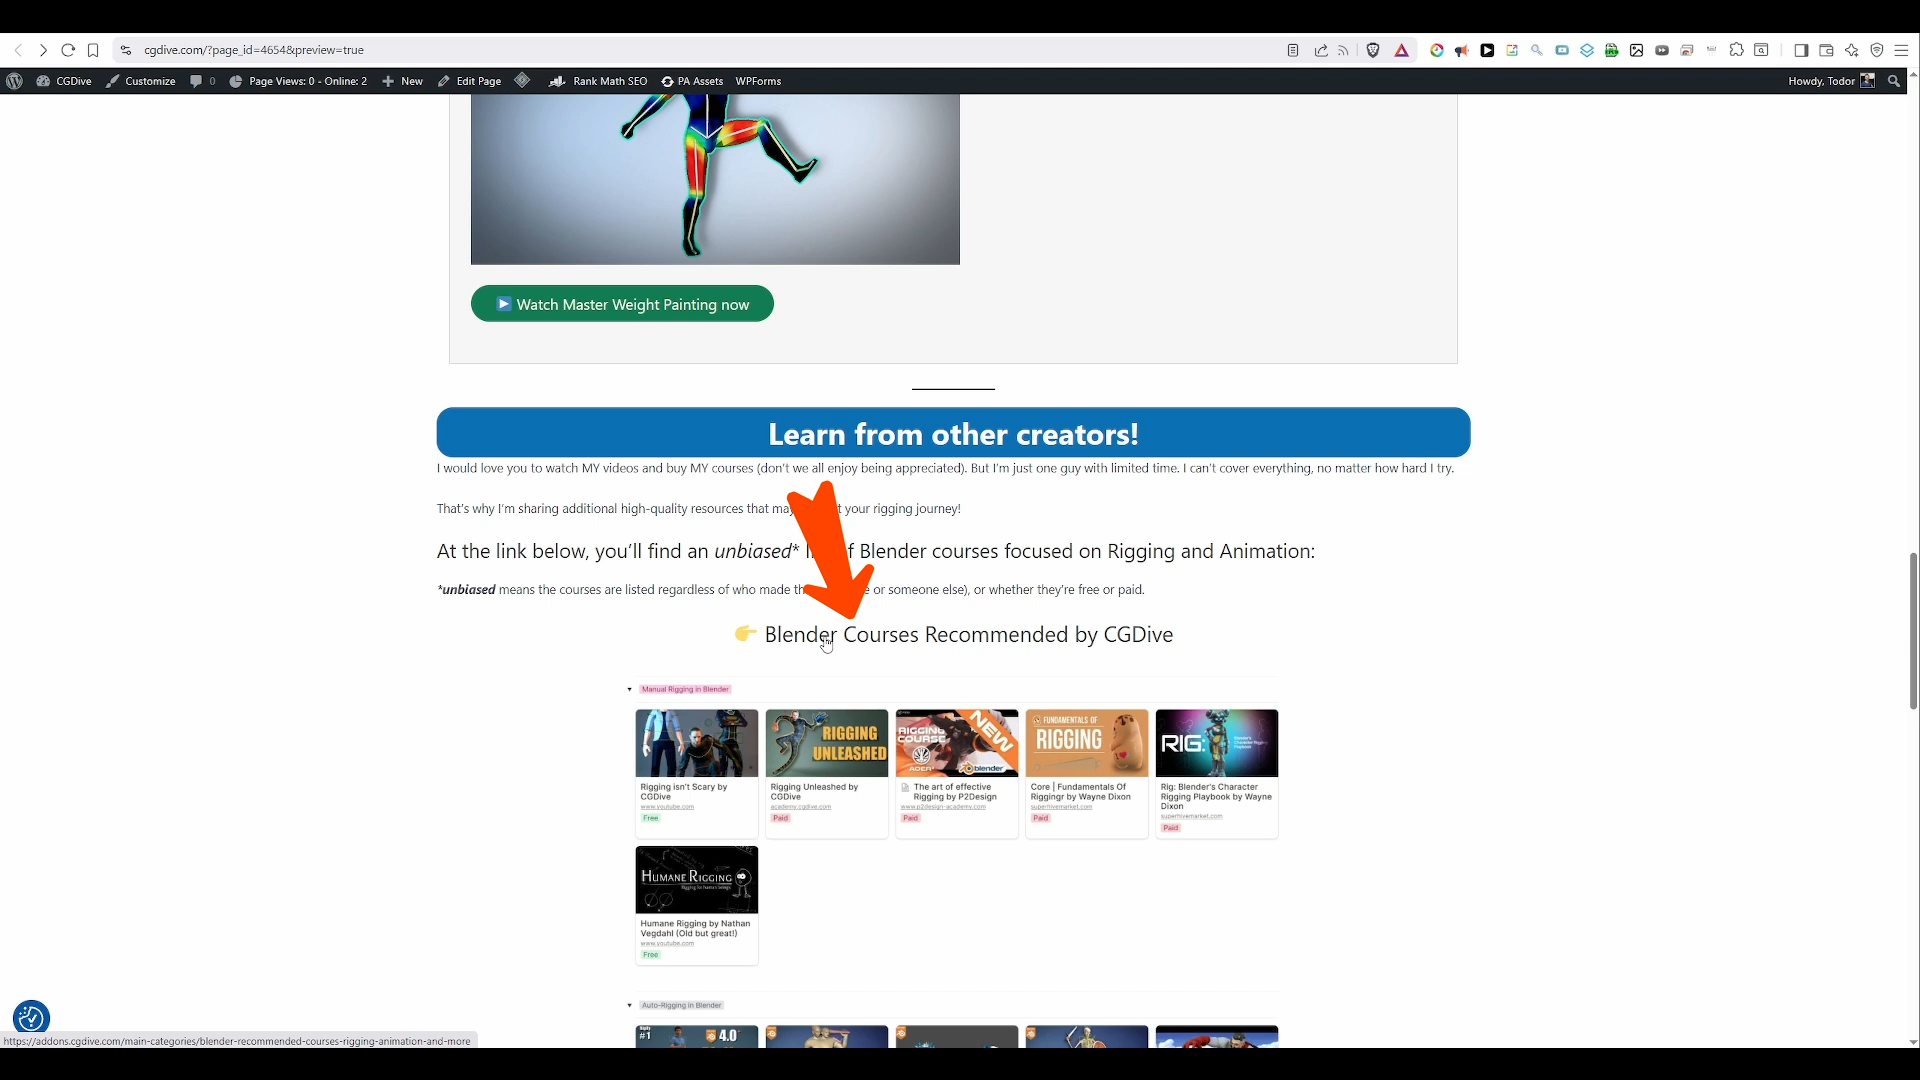 cgdive.com/?page_id=4654&preview=true
CGDive Customize 0 Page Views: 0 - Online: 2 New Edit Page Rank Math SEO PA Assets WPForms Howdy, Todor
Watch Master Weight Painting now
Learn from other creators!
I would love you to watch MY videos and buy MY courses (don't we all enjoy being appreciated). But I'm just one guy with limited time. I can't cover everything, no matter how hard I try.
That's why I'm sharing additional high-quality resources that may your rigging journey!
At the link below, you'll find an unbiased* of Blender courses focused on Rigging and Animation:
*unbiased means the courses are listed regardless of who made or someone else), or whether they're free or paid.
Blender Courses Recommended by CGDive
Manual Rigging in Blender
RIGGING UNLEASHED
RIGGING COURSE NEW blender
FUNDAMENTALS OF RIGGING
RIG:
Rigging isn't Scary by CGDive
www.youtube.com
Free
Rigging Unleashed by CGDive
academy.cgdive.com
Paid
The art of effective Rigging by P2Design
www.p2design-academy.com
Paid
Core | Fundamentals Of Riggingr by Wayne Dixon
superhivemarket.com
Paid
Rig: Blender's Character Rigging Playbook by Wayne Dixon
superhivemarket.com
Paid
HUMANE RIGGING
Rigging for human beings
Humane Rigging by Nathan Vegdahl (Old but great!)
www.youtube.com
Free
Auto-Rigging in Blender
#1 4.0
https://addons.cgdive.com/main-categories/blender-recommended-courses-rigging-animation-and-more